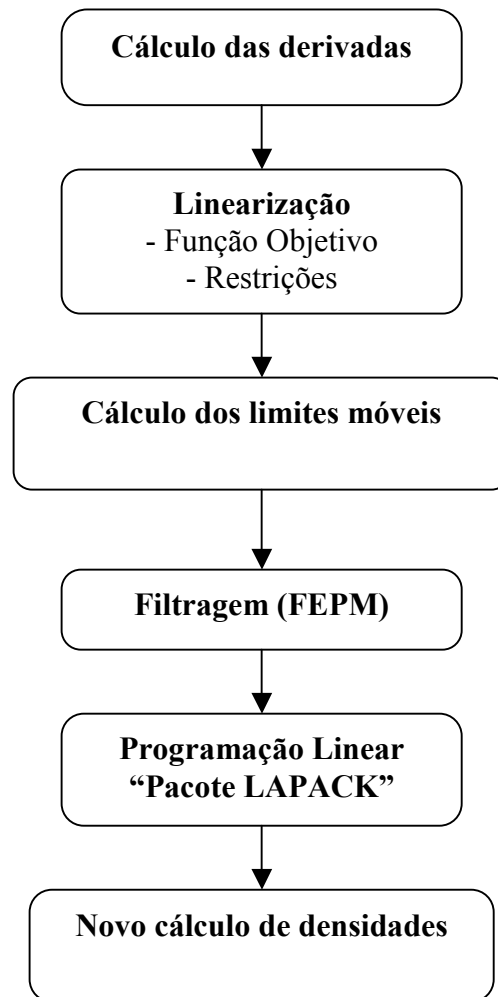 Cálculo das derivadas
Linearização
- Função Objetivo
- Restrições
Cálculo dos limites móveis
Filtragem (FEPM)
Programação Linear
“Pacote LAPACK”
Novo cálculo de densidades